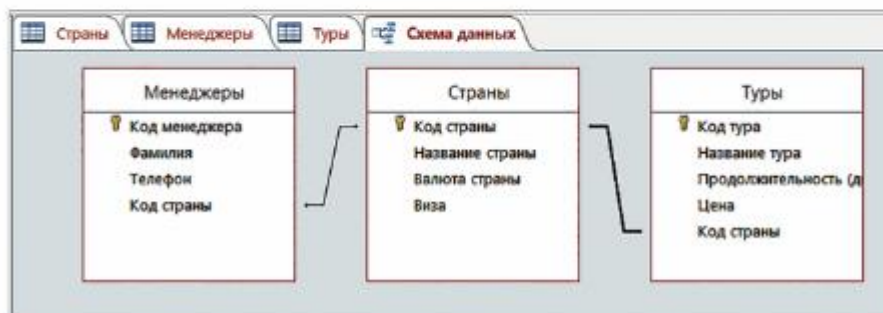 Страны Менеджеры Туры Схема данных
Менеджеры
Код менеджера
Фамилия
Телефон
Код страны
Страны
Код страны
Название страны
Валюта страны
Виза
Туры
Код тура
Название тура
Продолжительность (д
Цена
Код страны